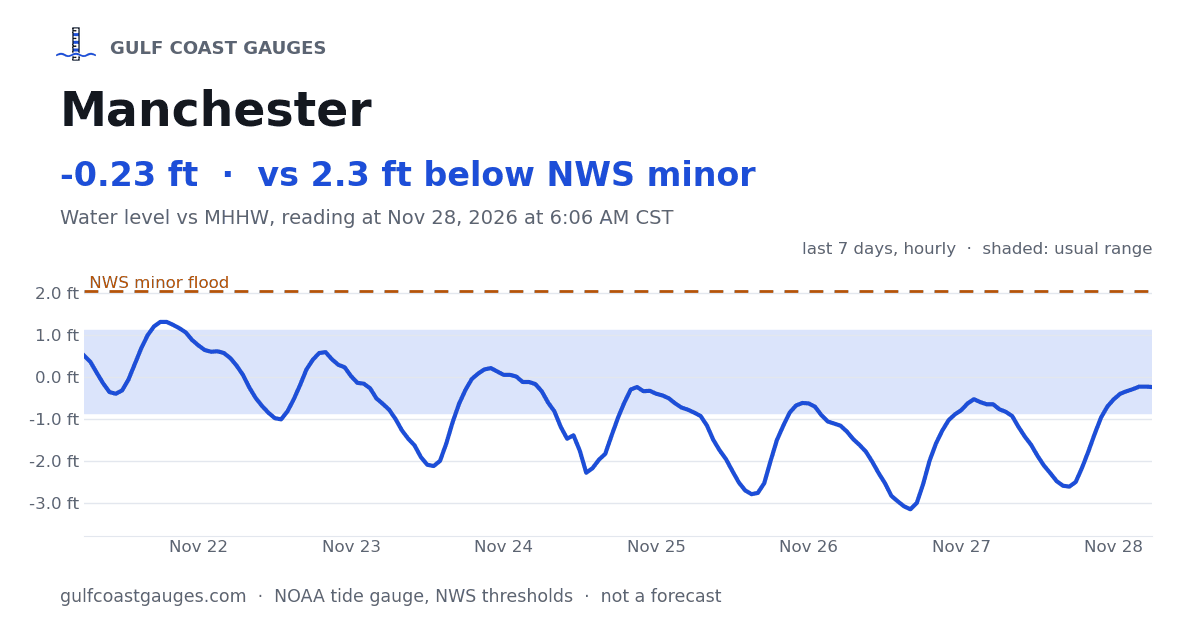 GULF COAST GAUGES
Manchester
-0.23 ft · vs 2.3 ft below NWS minor
Water level vs MHHW, reading at Nov 28, 2026 at 6:06 AM CST
last 7 days, hourly · shaded: usual range
NWS minor flood
2.0 ft
1.0 ft
0.0 ft
-1.0 ft
-2.0 ft
-3.0 ft
Nov 22 Nov 23 Nov 24 Nov 25 Nov 26 Nov 27 Nov 28
gulfcoastgauges.com · NOAA tide gauge, NWS thresholds · not a forecast